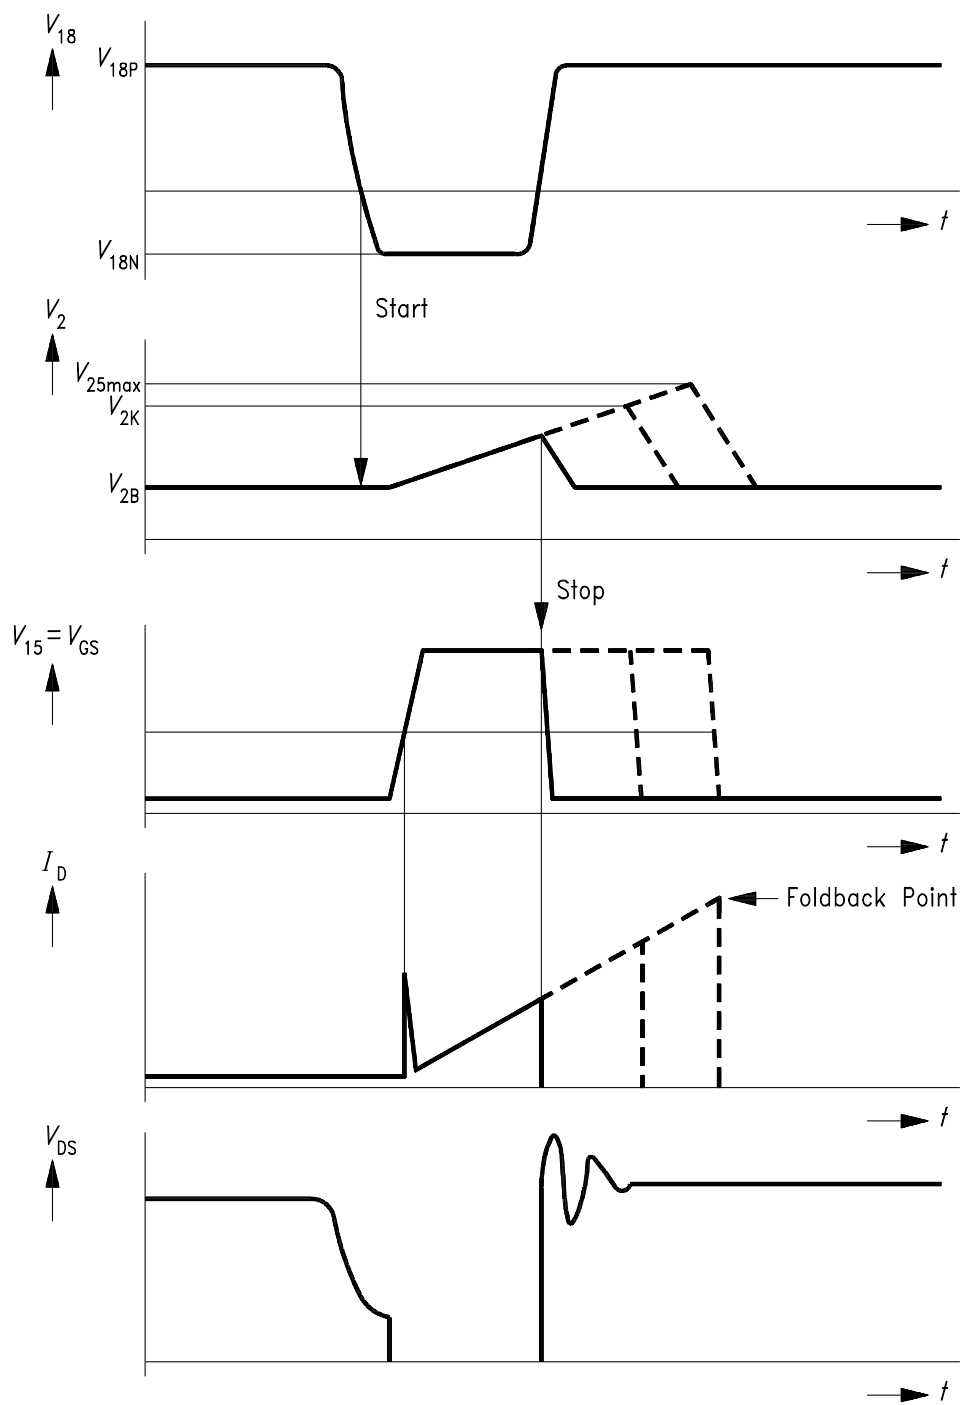 V18
V18P
t
V18N
Start
V2
V25max
V2K
V2B
t
Stop
V15=VGS
t
ID
Foldback Point
t
VDS
t